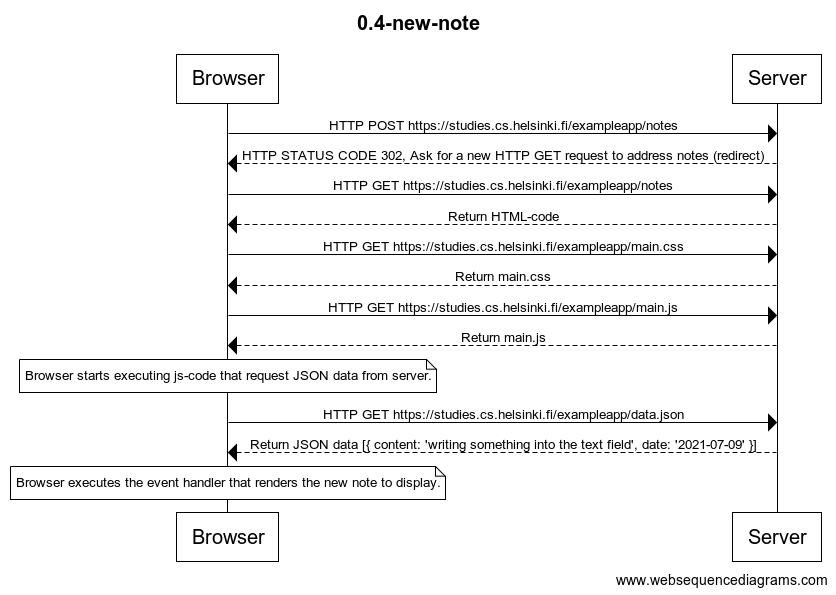 0.4-new-note
Browser Server
HTTP POST https://studies.cs.helsinki.fi/exampleapp/notes
HTTP STATUS CODE 302, Ask for a new HTTP GET request to address notes (redirect)
HTTP GET https://studies.cs.helsinki.fi/exampleapp/notes
Return HTML-code
HTTP GET https://studies.cs.helsinki.fi/exampleapp/main.css
Return main.css
HTTP GET https://studies.cs.helsinki.fi/exampleapp/main.js
Return main.js
Browser starts executing js-code that request JSON data from server.
HTTP GET https://studies.cs.helsinki.fi/exampleapp/data.json
Return JSON data [{ content: 'writing something into the text field', date: '2021-07-09' }]
Browser executes the event handler that renders the new note to display.
Browser Server
www.websequencediagrams.com